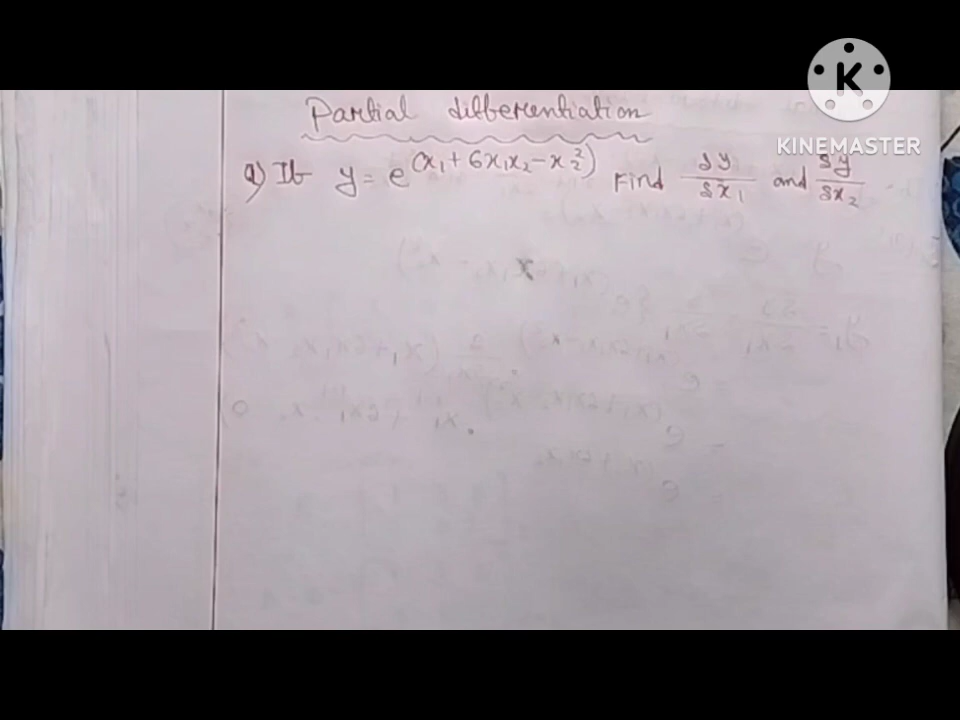 K
KINEMASTER
Partial differentiation
Q) If y = e^(x₁ + 6x₁x₂ - x₂²) Find δy/δx₁ and δy/δx₂